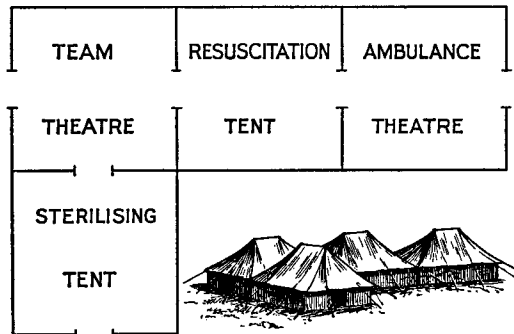 TEAM
THEATRE
RESUSCITATION
TENT
AMBULANCE
THEATRE
STERILISING
TENT